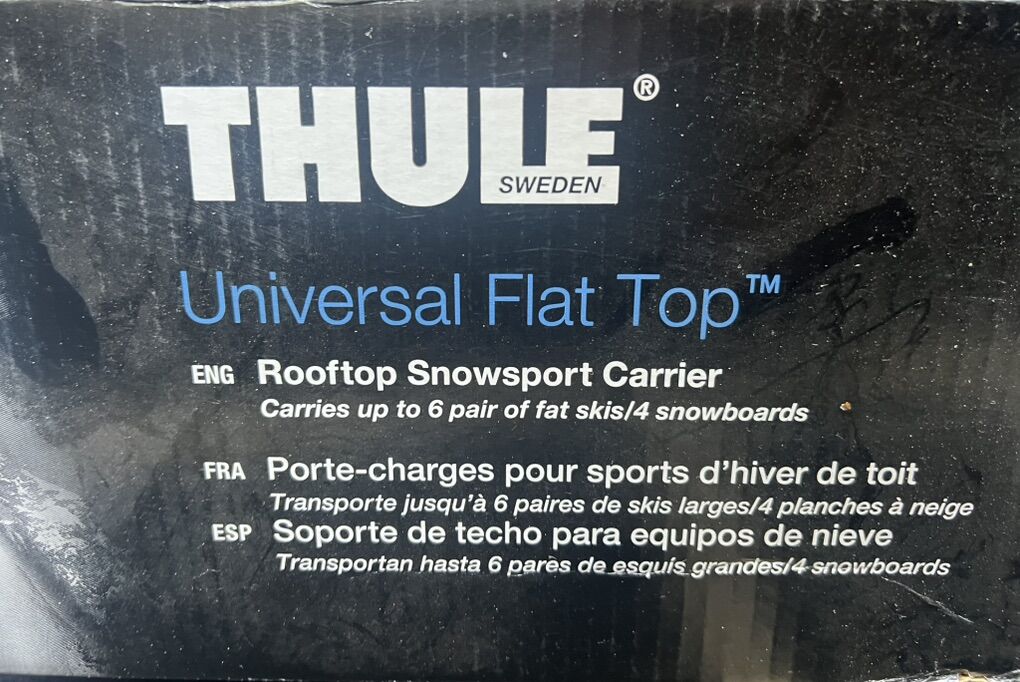 THULE®
SWEDEN
Universal Flat Top™
ENG Rooftop Snowsport Carrier
Carries up to 6 pair of fat skis/4 snowboards
FRA Porte-charges pour sports d'hiver de toit
Transporte jusqu'à 6 paires de skis larges/4 planches à neige
ESP Soporte de techo para equipos de nieve
Transportan hasta 6 pares de esquís grandes/4 snowboards